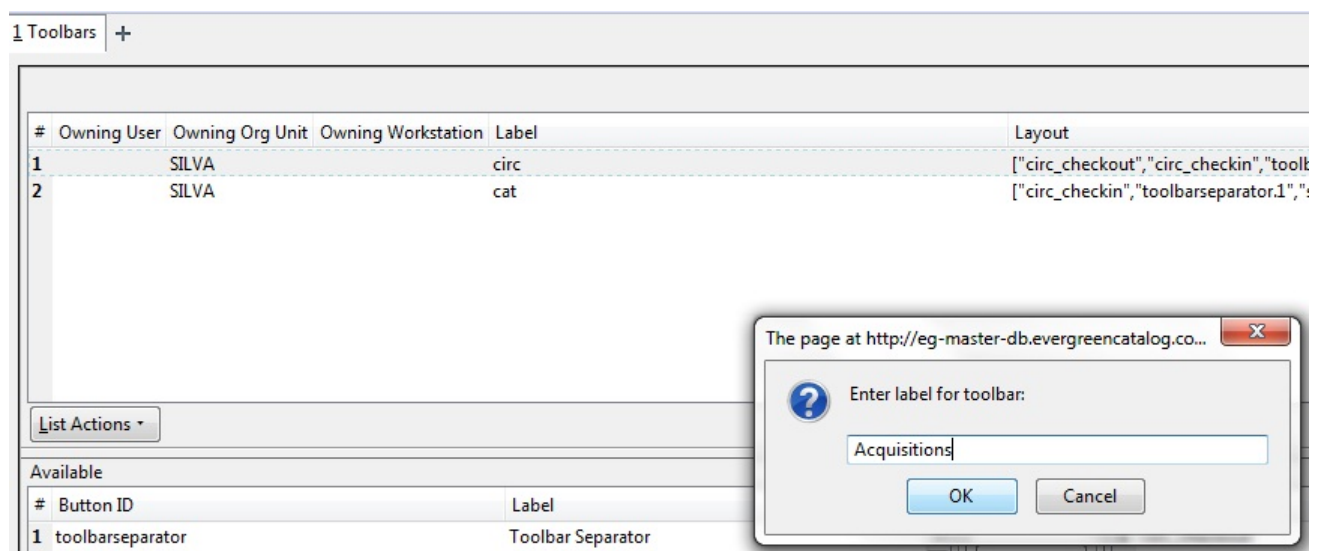 1 Toolbars +
# Owning User Owning Org Unit Owning Workstation Label Layout
1 SILVA circ ["circ_checkout","circ_checkin","toolb
2 SILVA cat ["circ_checkin","toolbarseparator.1","s
The page at http://eg-master-db.evergreencatalog.co...
Enter label for toolbar:
Acquisitions
OK Cancel
List Actions
Available
# Button ID Label
1 toolbarseparator Toolbar Separator